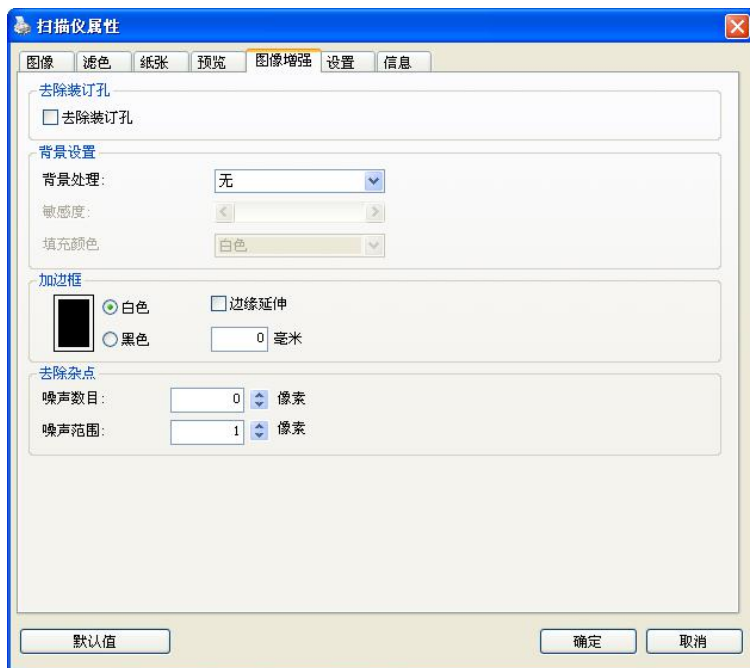 扫描仪属性
图像 滤色 纸张 预览 图像增强 设置 信息
去除装订孔
去除装订孔
背景设置
背景处理: 无
敏感度:
填充颜色 白色
加边框
白色 边缘延伸
黑色 0 毫米
去除杂点
噪声数目: 0 像素
噪声范围: 1 像素
默认值 确定 取消